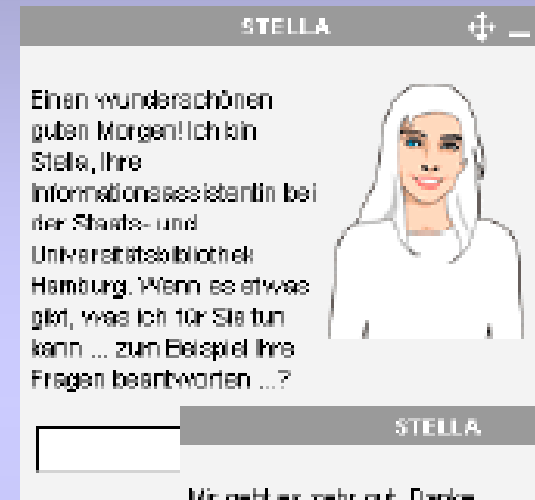 STELLA
Einen wunderschönen
guten Morgen! Ich bin
Stella, Ihre
Informationsassistentin bei
der Staats- und
Universitätsbibliothek
Hamburg. Wenn es etwas
gibt, was ich für Sie tun
kann ... zum Beispiel Ihre
Fragen beantworten ...?
STELLA
Mir geht es sehr gut. Danke